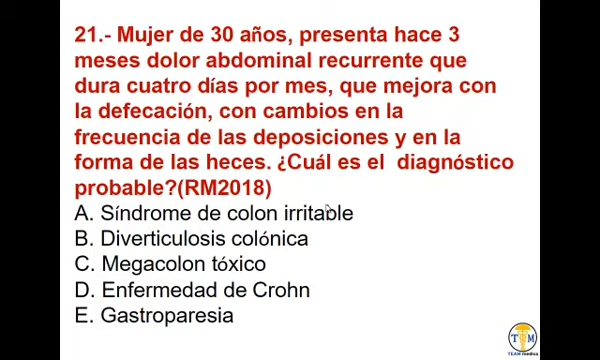 21.- Mujer de 30 años, presenta hace 3
meses dolor abdominal recurrente que
dura cuatro días por mes, que mejora con
la defecación, con cambios en la
frecuencia de las deposiciones y en la
forma de las heces. ¿Cuál es el  diagnóstico
probable?(RM2018)
A. Síndrome de colon irritable
B. Diverticulosis colónica
C. Megacolon tóxico
D. Enfermedad de Crohn
E. Gastroparesia
T M
TEAM medica